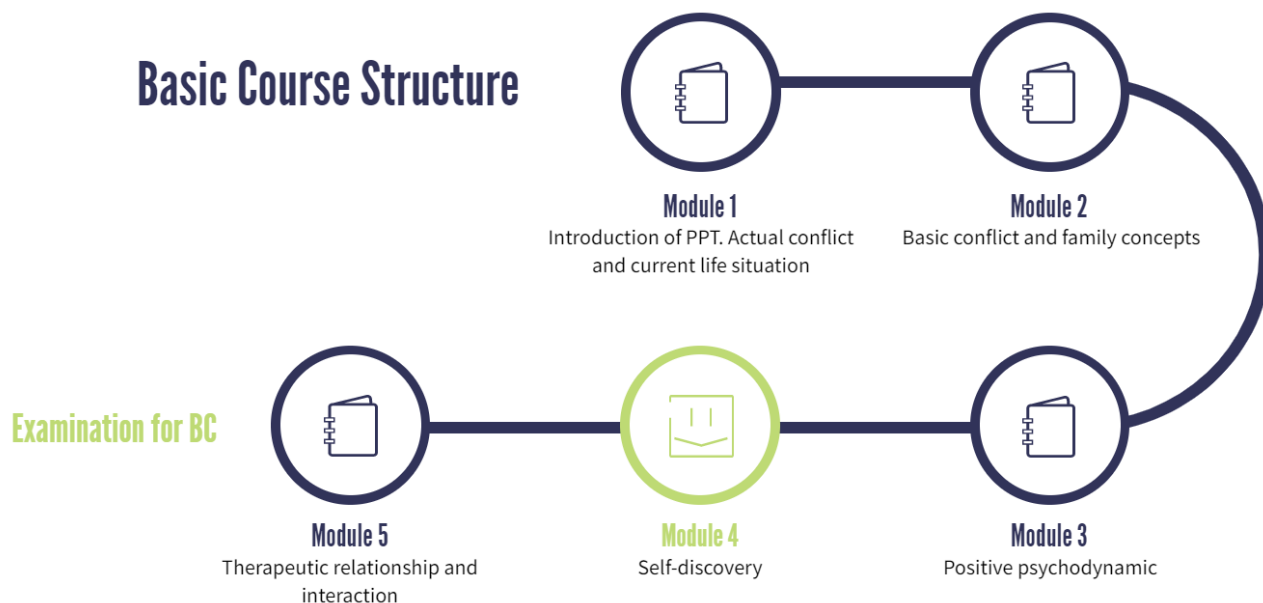 Basic Course Structure
Module 1
Introduction of PPT. Actual conflict
and current life situation
Module 2
Basic conflict and family concepts
Module 3
Positive psychodynamic
Module 4
Self-discovery
Module 5
Therapeutic relationship and
interaction
Examination for BC